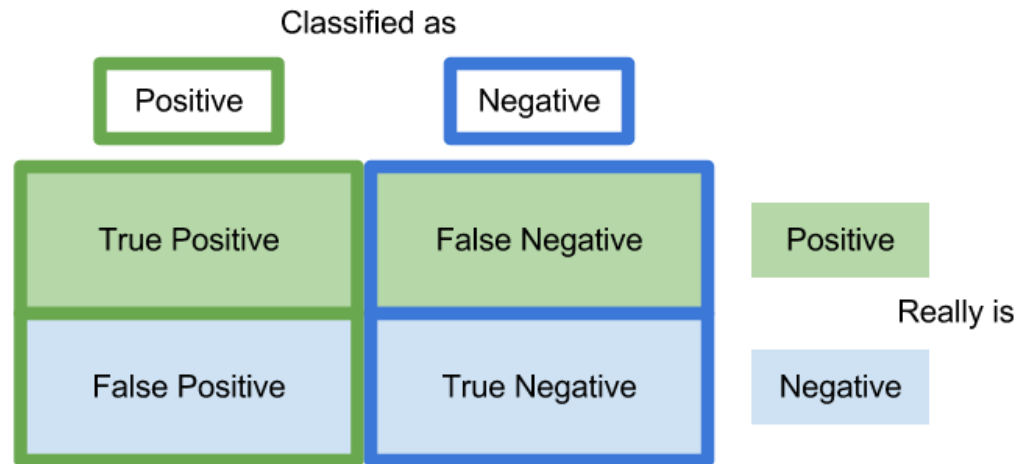 Classified as
Positive Negative
True Positive False Negative Positive
Really is
False Positive True Negative Negative